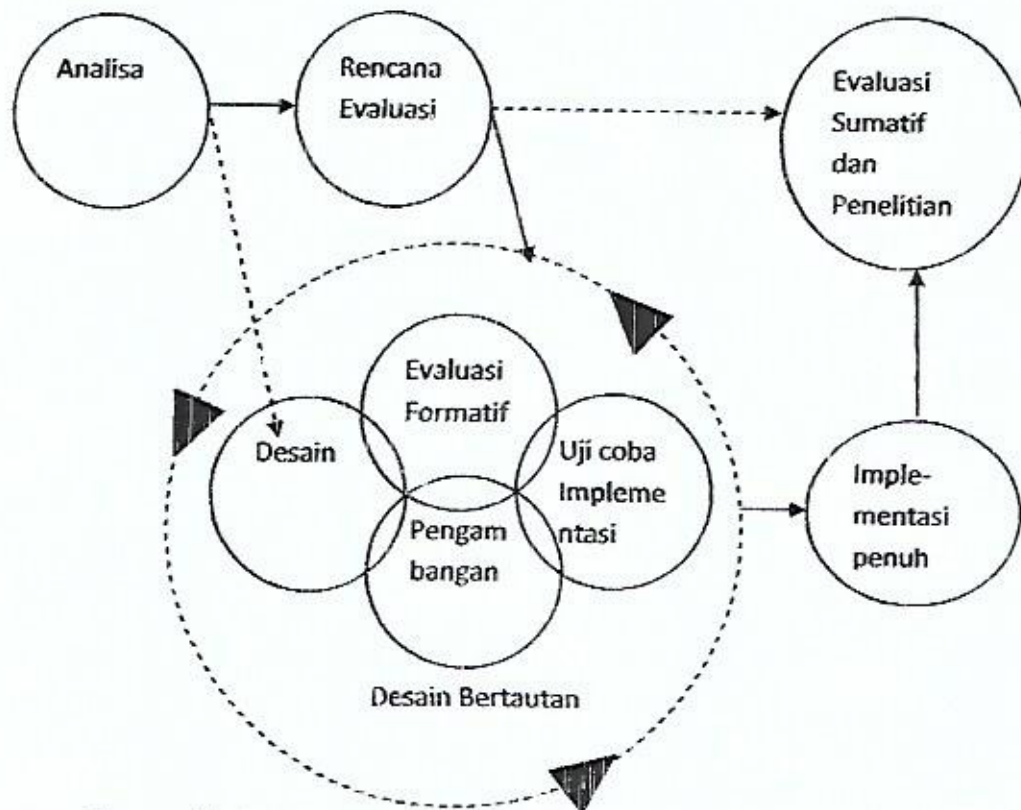 Analisa
Rencana
Evaluasi
Evaluasi
Sumatif
dan
Penelitian
Evaluasi
Formatif
Desain
Uji coba
Impleme
ntasi
Pengam
bangan
Imple-
mentasi
penuh
Desain Bertautan